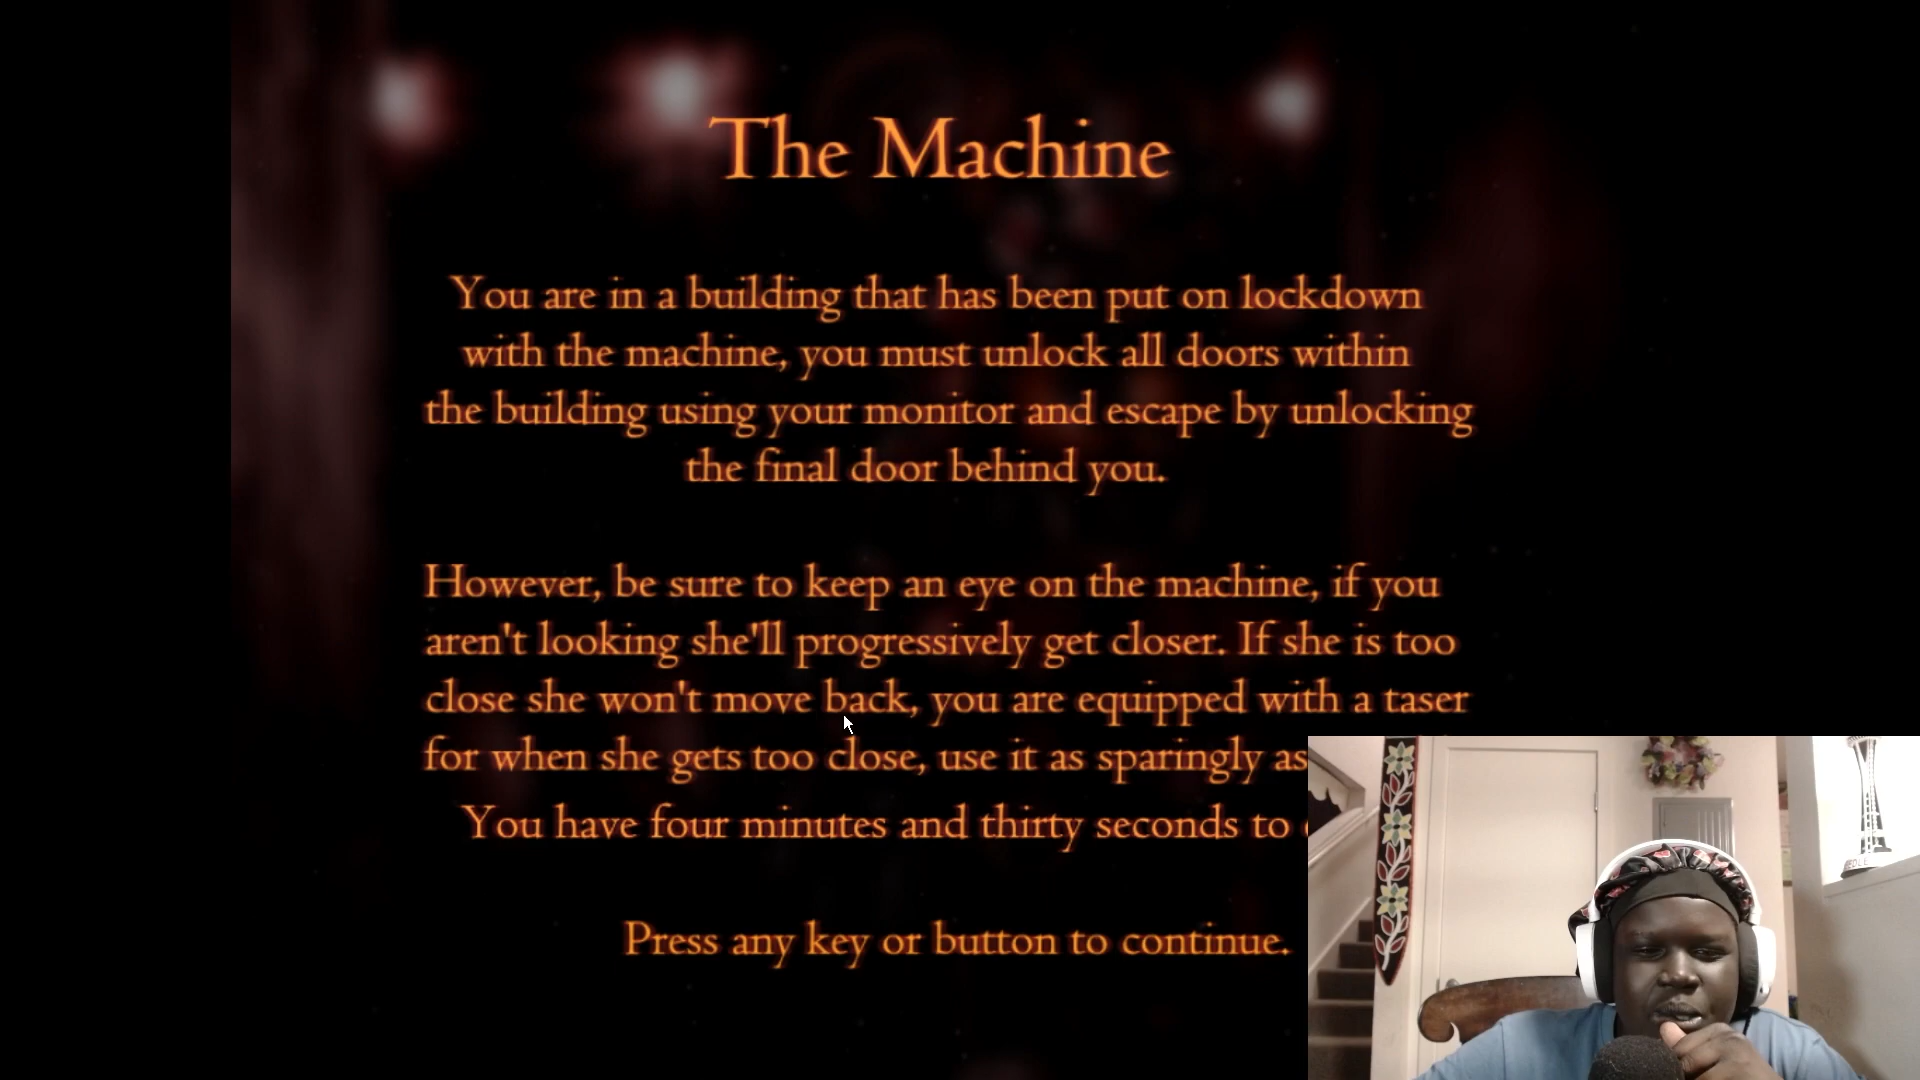 The Machine
You are in a building that has been put on lockdown
with the machine, you must unlock all doors within
the building using your monitor and escape by unlocking
the final door behind you.
However, be sure to keep an eye on the machine, if you
aren't looking she'll progressively get closer. If she is too
close she won't move back, you are equipped with a taser
for when she gets too close, use it as sparingly as
You have four minutes and thirty seconds to
Press any key or button to continue.